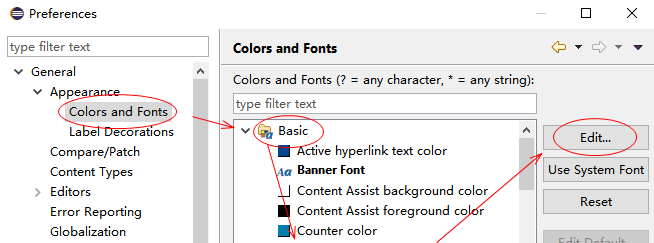 Preferences
type filter text
General
Appearance
Colors and Fonts
Label Decorations
Compare/Patch
Content Types
Editors
Error Reporting
Globalization
Colors and Fonts
Colors and Fonts (? = any character, * = any string):
type filter text
Basic
Active hyperlink text color
Aa Banner Font
Content Assist background color
Content Assist foreground color
Counter color
Edit...
Use System Font
Reset
Edit Default